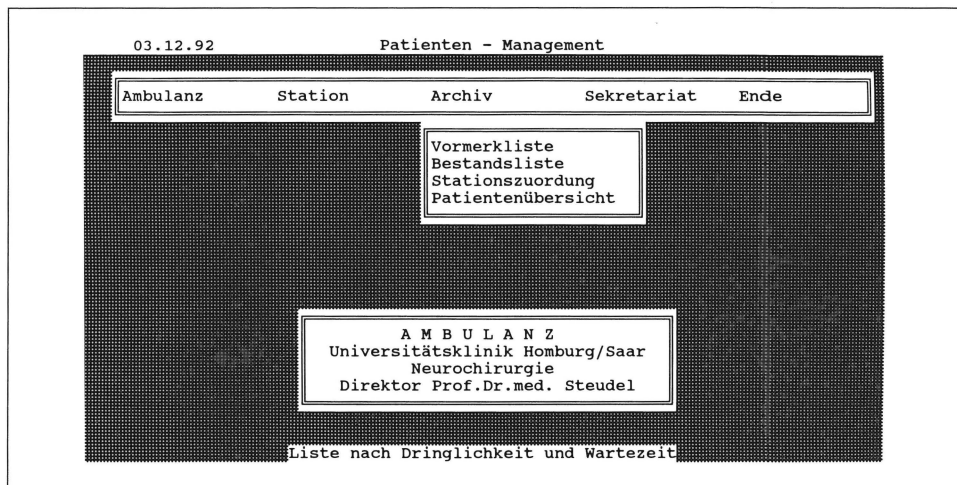 03.12.92 Patienten - Management
Ambulanz Station Archiv Sekretariat Ende
Vormerkliste
Bestandsliste
Stationszuordung
Patientenübersicht
A M B U L A N Z
Universitätsklinik Homburg/Saar
Neurochirurgie
Direktor Prof.Dr.med. Steudel
Liste nach Dringlichkeit und Wartezeit